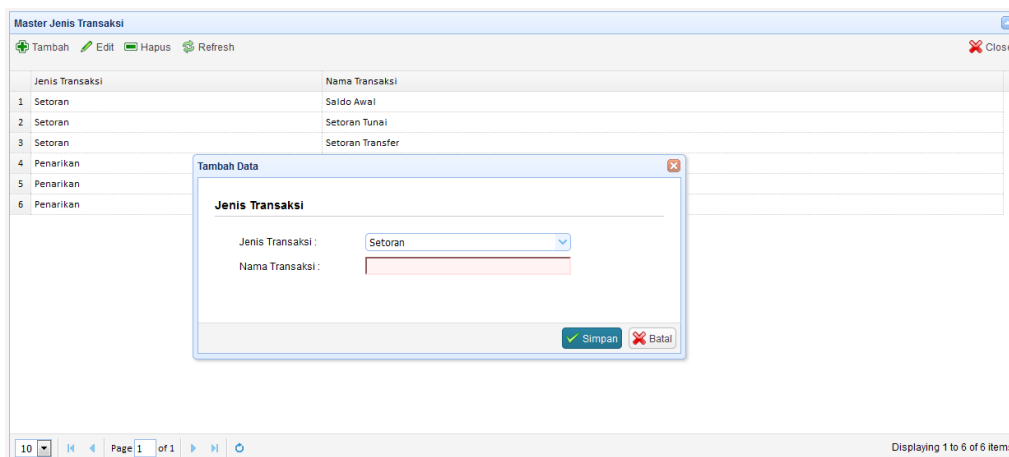 Master Jenis Transaksi
Tambah Edit Hapus Refresh Close
Jenis Transaksi Nama Transaksi
1 Setoran Saldo Awal
2 Setoran Setoran Tunai
3 Setoran Setoran Transfer
4 Penarikan
5 Penarikan
6 Penarikan
Tambah Data
Jenis Transaksi
Jenis Transaksi : Setoran
Nama Transaksi :
Simpan Batal
10 Page 1 of 1 Displaying 1 to 6 of 6 items